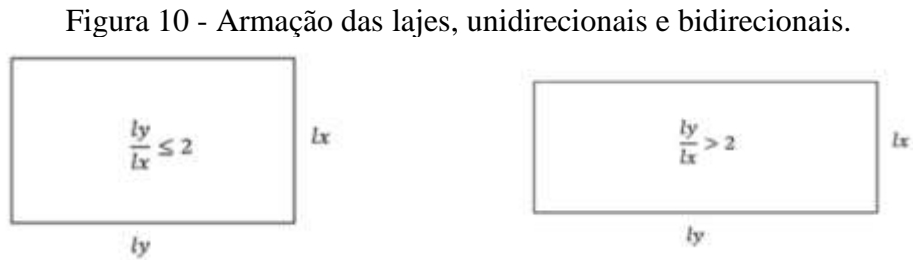 Figura 10 - Armação das lajes, unidirecionais e bidirecionais.
ly/lx ≤ 2
lx
ly
ly/lx > 2
lx
ly